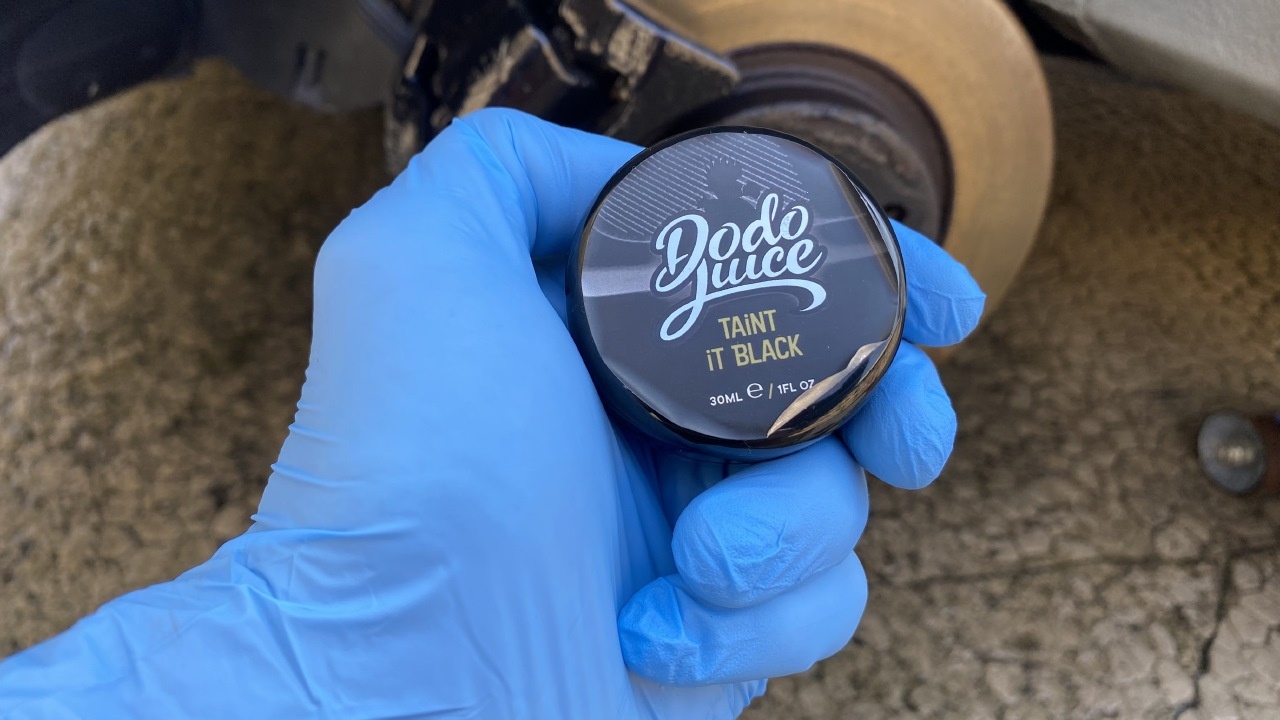 Dodo
Juice
TAiNT
iT BLACK
30ML ℮ / 1FL OZ